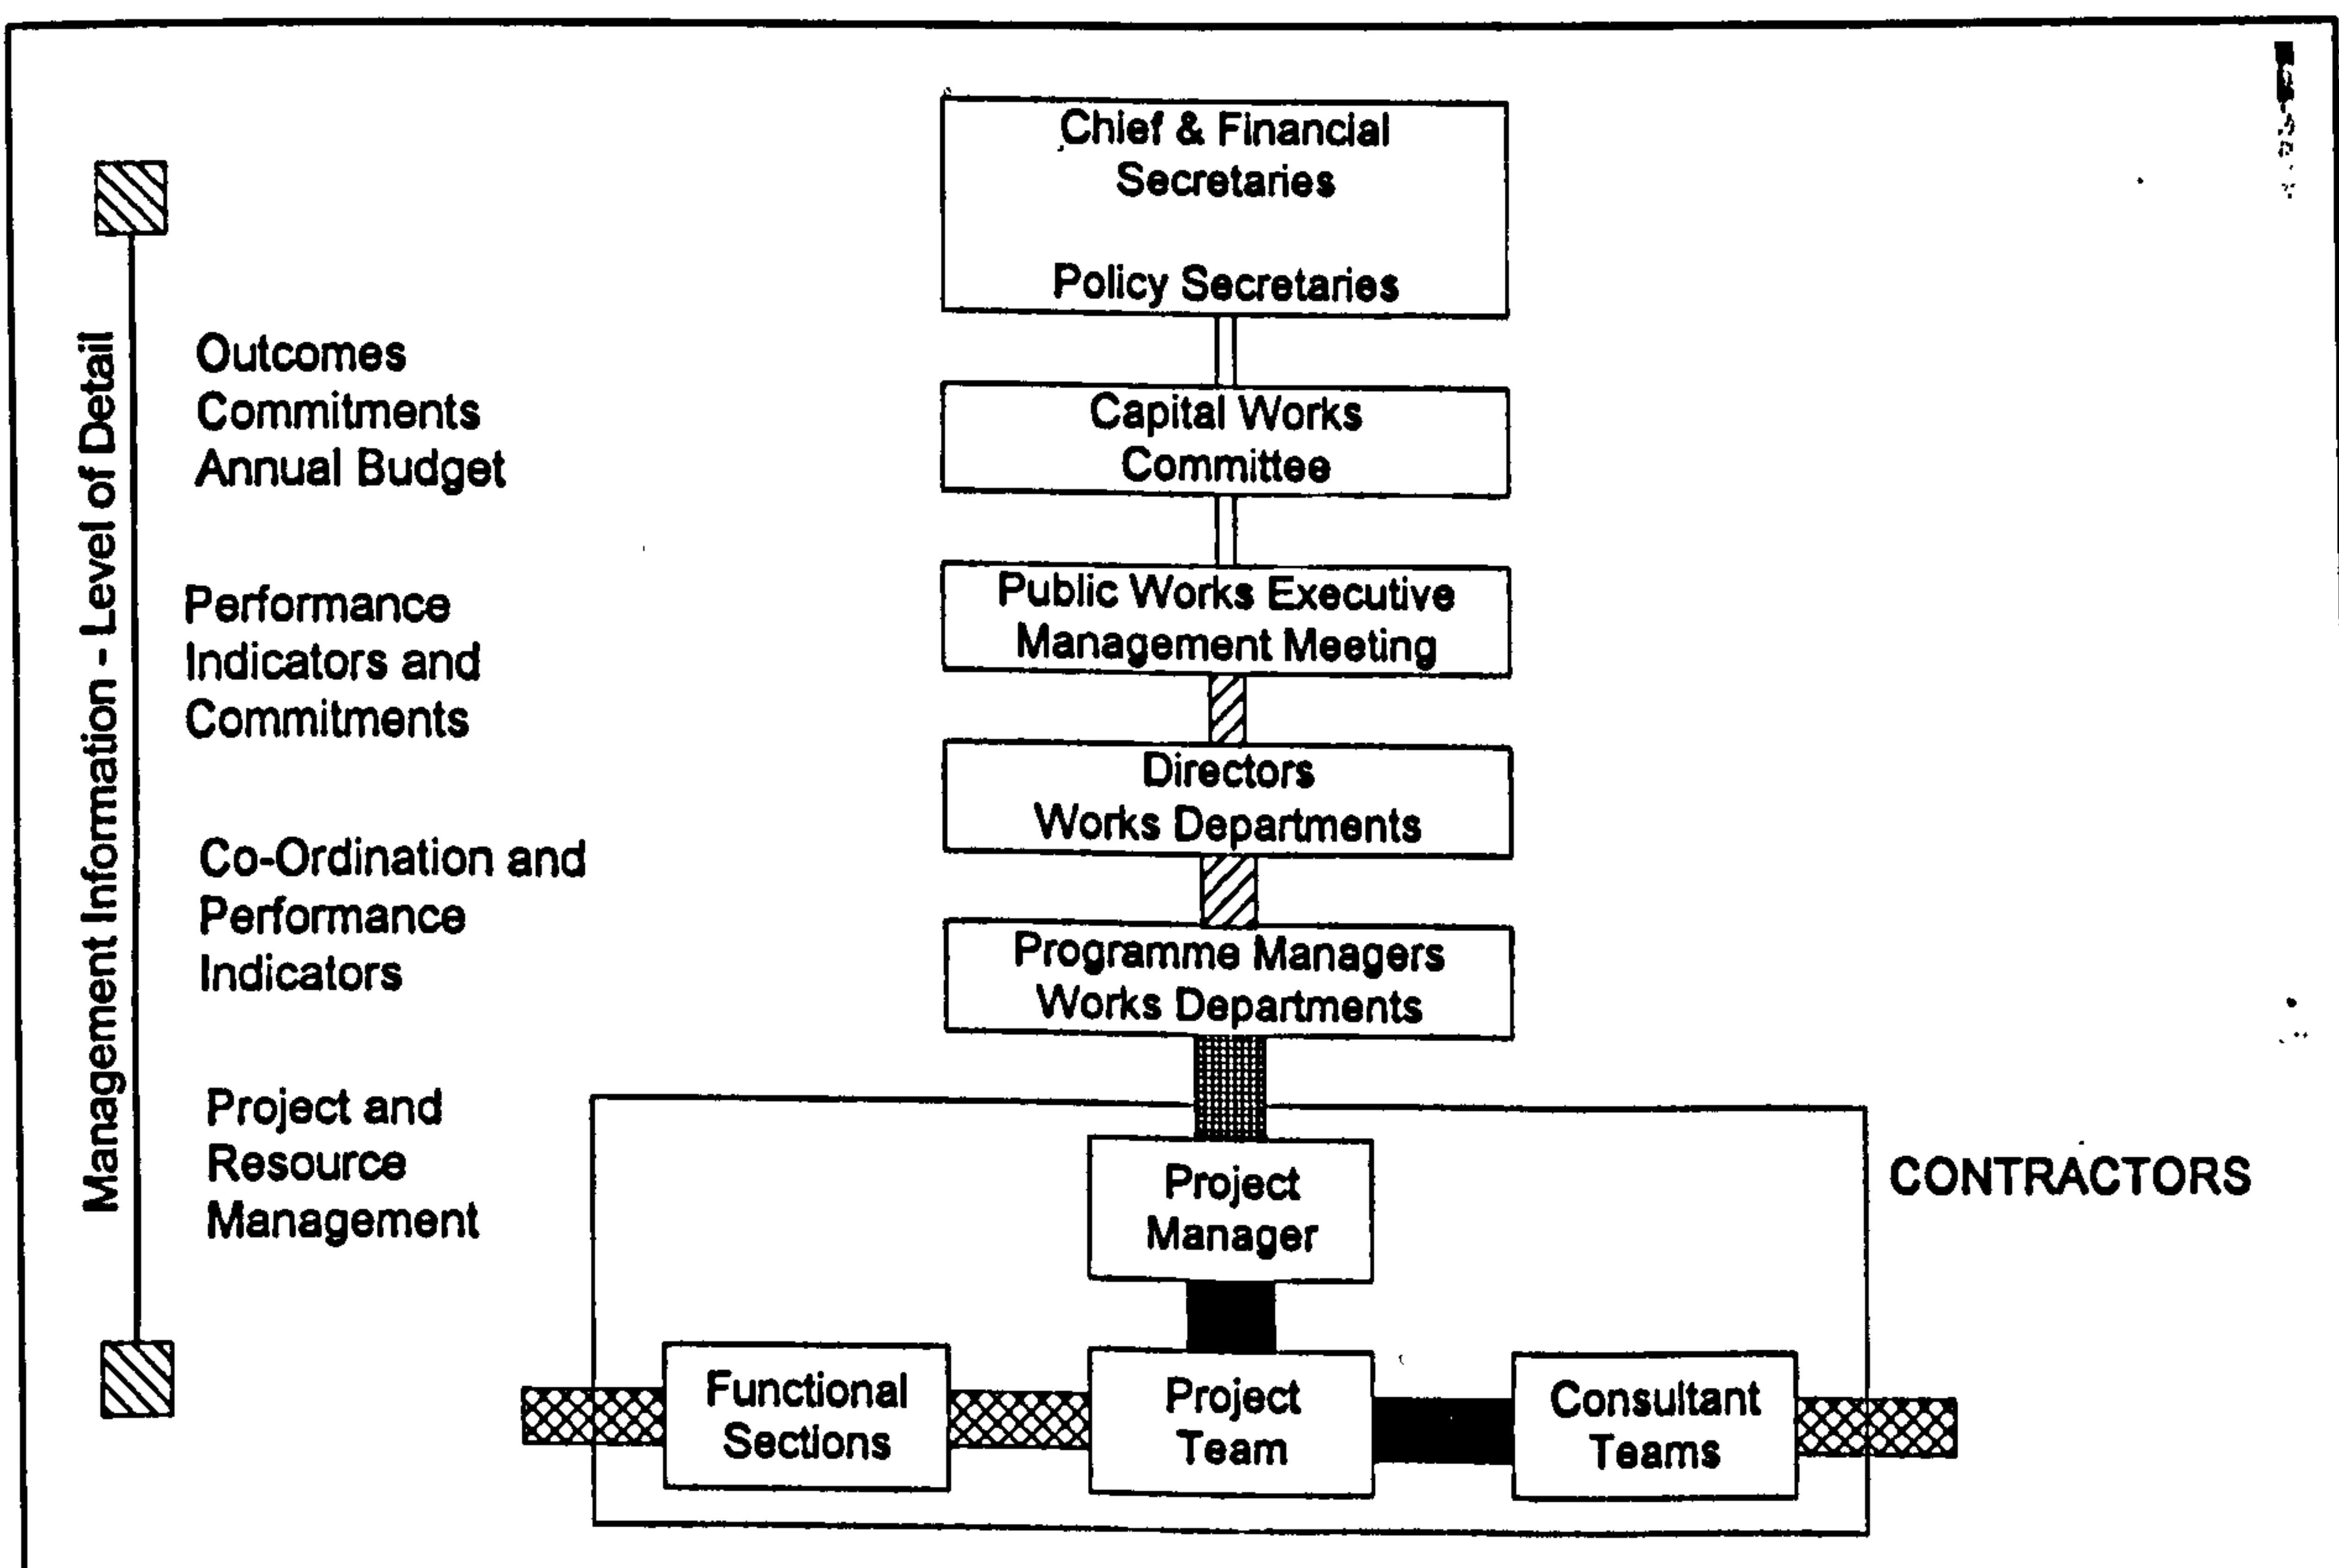 Chief & Financial
Secretaries
Policy Secretaries
Capital Works
Committee
Public Works Executive
Management Meeting
Directors
Works Departments
Programme Managers
Works Departments
Project
Manager
Functional
Sections
Project
Team
Consultant
Teams
CONTRACTORS
Management Information - Level of Detail
Outcomes
Commitments
Annual Budget
Performance
Indicators and
Commitments
Co-Ordination and
Performance
Indicators
Project and
Resource
Management